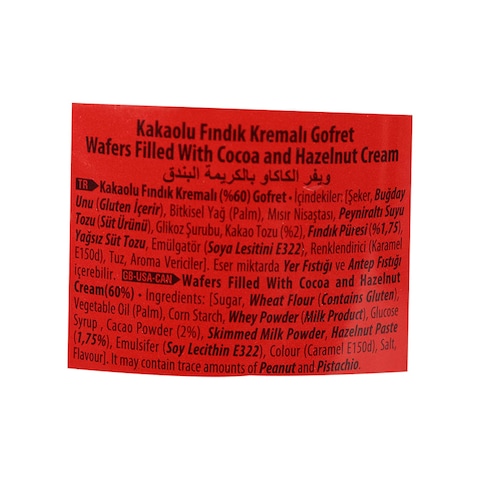 Kakaolu Fındık Kremalı Gofret
Wafers Filled With Cocoa and Hazelnut Cream
ويفر الكاكاو بالكريمة البندق
TR Kakaolu Fındık Kremalı (%60) Gofret • İçindekiler: [Şeker, Buğday
Unu (Gluten İçerir), Bitkisel Yağ (Palm), Mısır Nişastası, Peyniraltı Suyu
Tozu (Süt Ürünü), Glikoz Şurubu, Kakao Tozu (%2), Fındık Püresi (%1,75),
Yağsız Süt Tozu, Emülgatör (Soya Lesitini E322), Renklendirici (Karamel
E150d), Tuz, Aroma Vericiler]. Eser miktarda Yer Fıstığı ve Antep Fıstığı
içerebilir. GB-USA-CAN Wafers Filled With Cocoa and Hazelnut
Cream(60%) • Ingredients: [Sugar, Wheat Flour (Contains Gluten),
Vegetable Oil (Palm), Corn Starch, Whey Powder (Milk Product), Glucose
Syrup , Cacao Powder (2%), Skimmed Milk Powder, Hazelnut Paste
(1,75%), Emulsifer (Soy Lecithin E322), Colour (Caramel E150d), Salt,
Flavour]. It may contain trace amounts of Peanut and Pistachio.